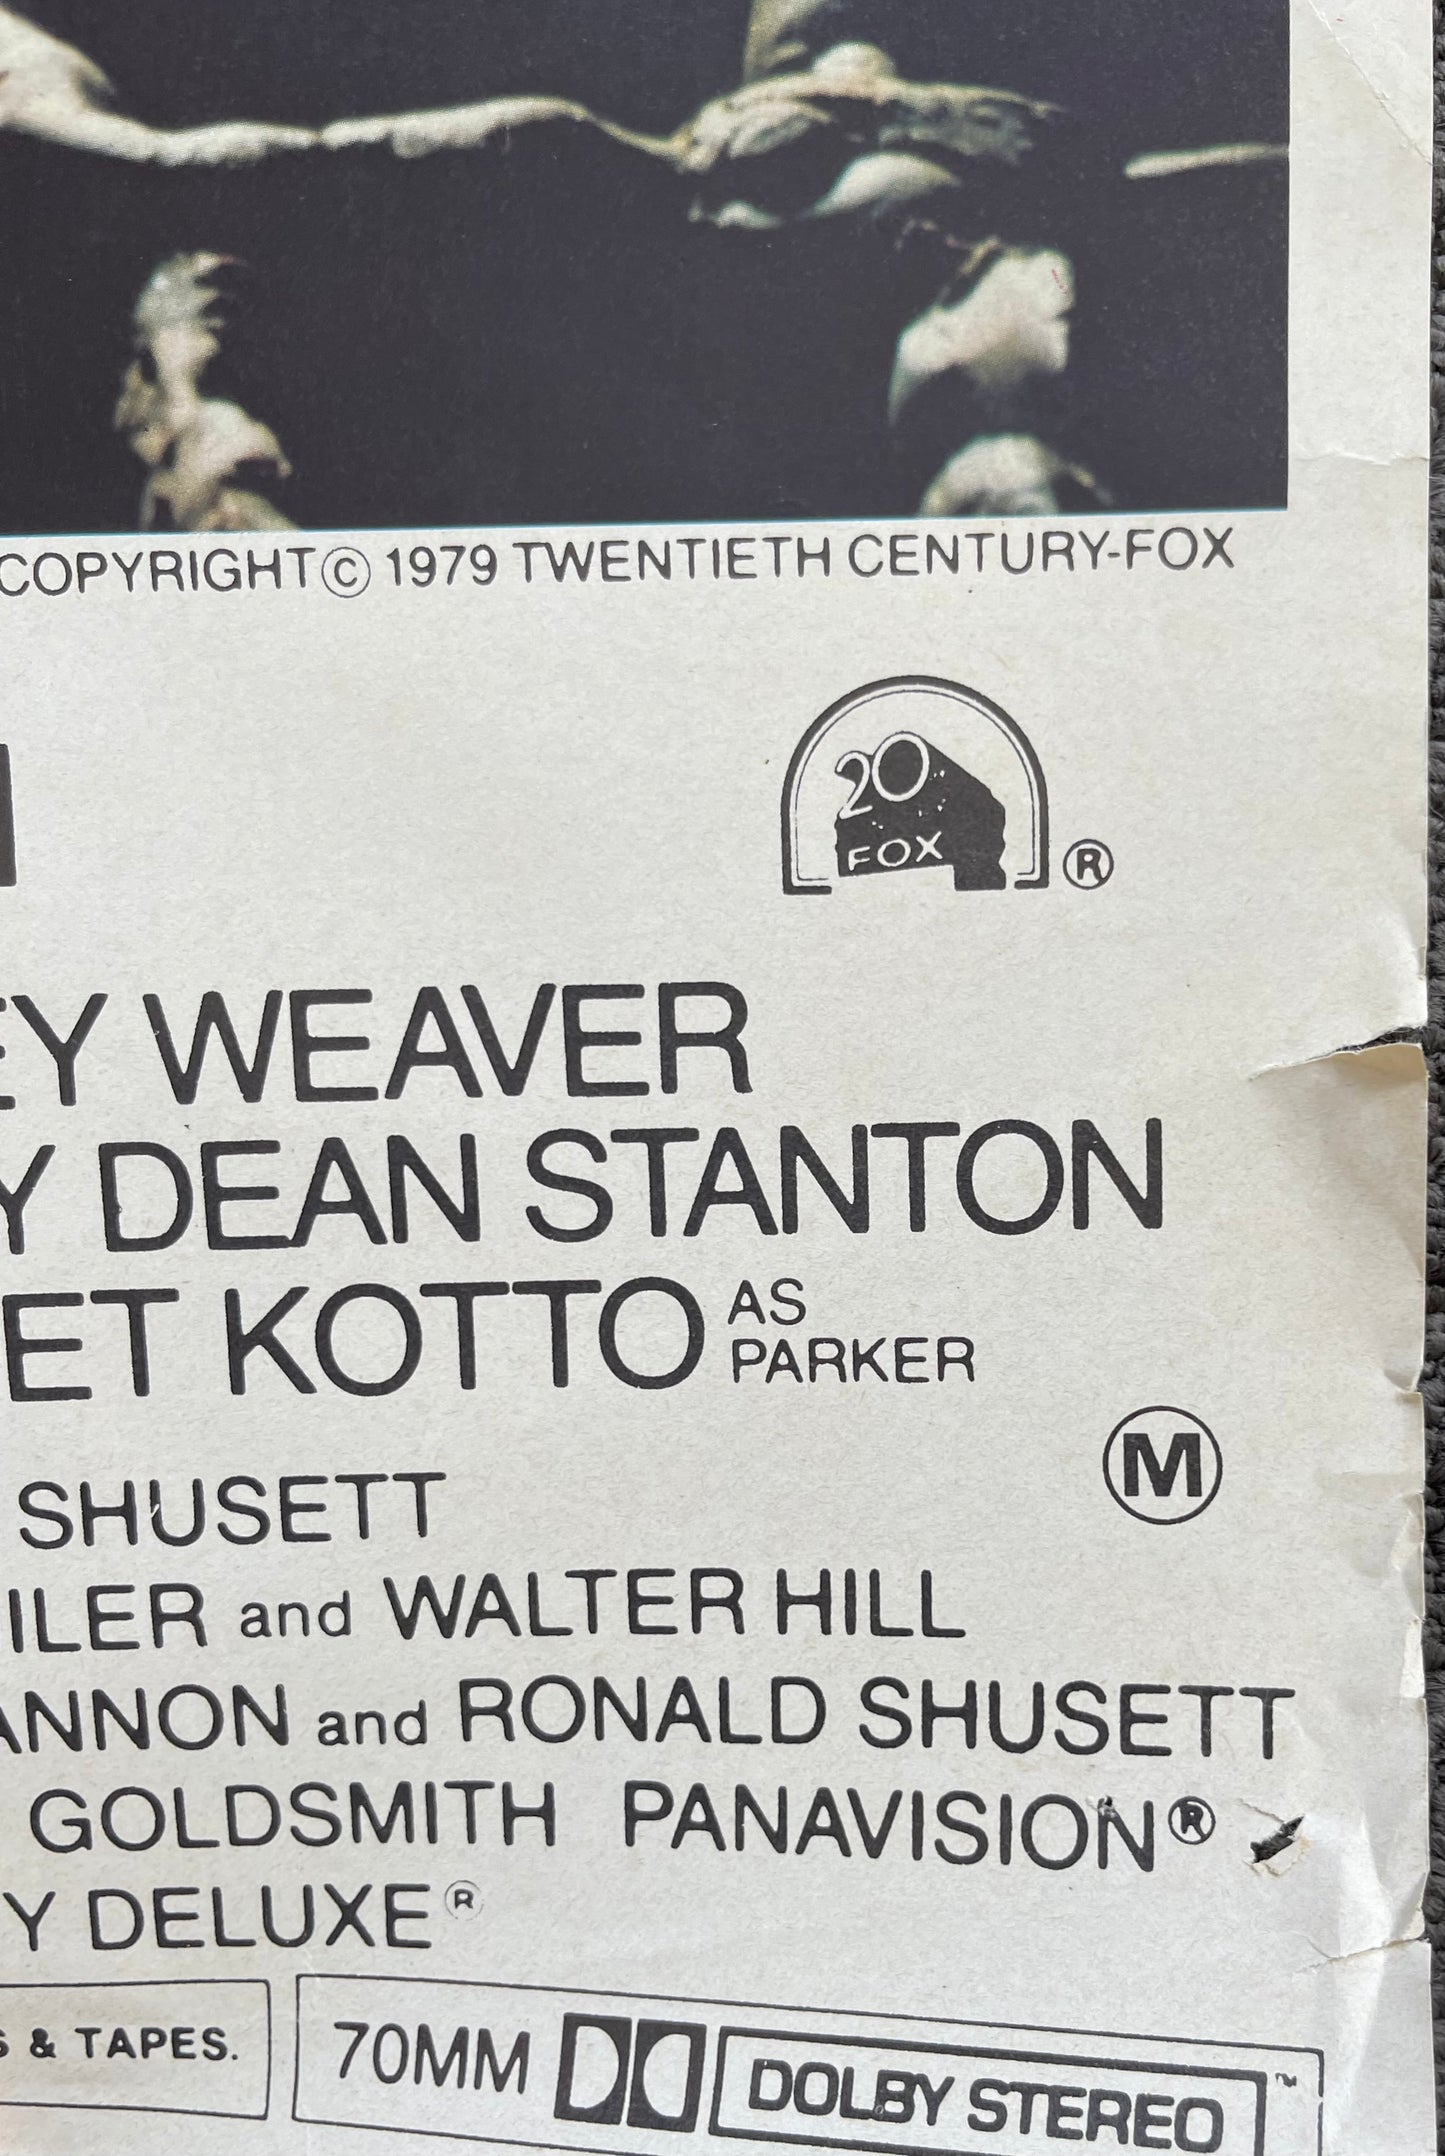 COPYRIGHT © 1979 TWENTIETH CENTURY-FOX
20
FOX ®
EY WEAVER
Y DEAN STANTON
ET KOTTO AS
PARKER
M
SHUSETT
ILER and WALTER HILL
ANNON and RONALD SHUSETT
GOLDSMITH PANAVISION®
Y DELUXE®
S & TAPES.
70MM DOLBY STEREO ™